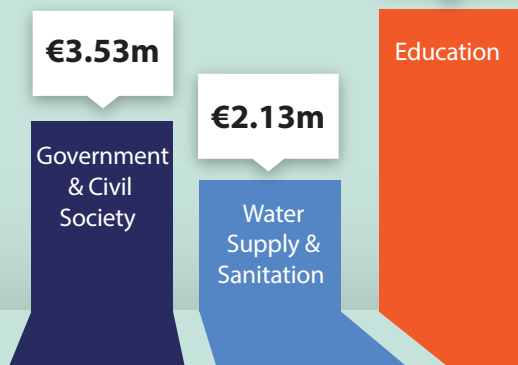 €3.53m
Government
& Civil
Society
€2.13m
Water
Supply &
Sanitation
Education